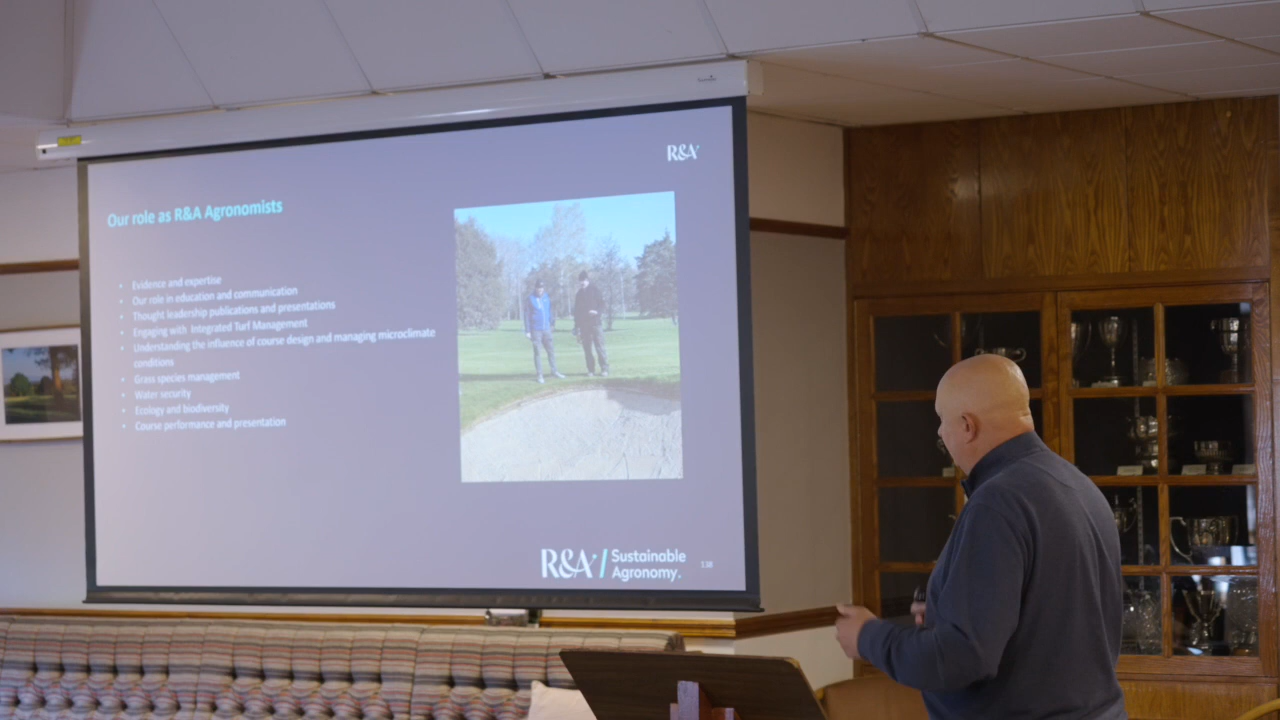 R&A
Our role as R&A Agronomists
• Evidence and expertise
• Our role in education and communication
• Thought leadership publications and presentations
• Engaging with Integrated Turf Management
• Understanding the influence of course design and managing microclimate
conditions
• Grass species management
• Water security
• Ecology and biodiversity
• Course performance and presentation
R&A / Sustainable
Agronomy.